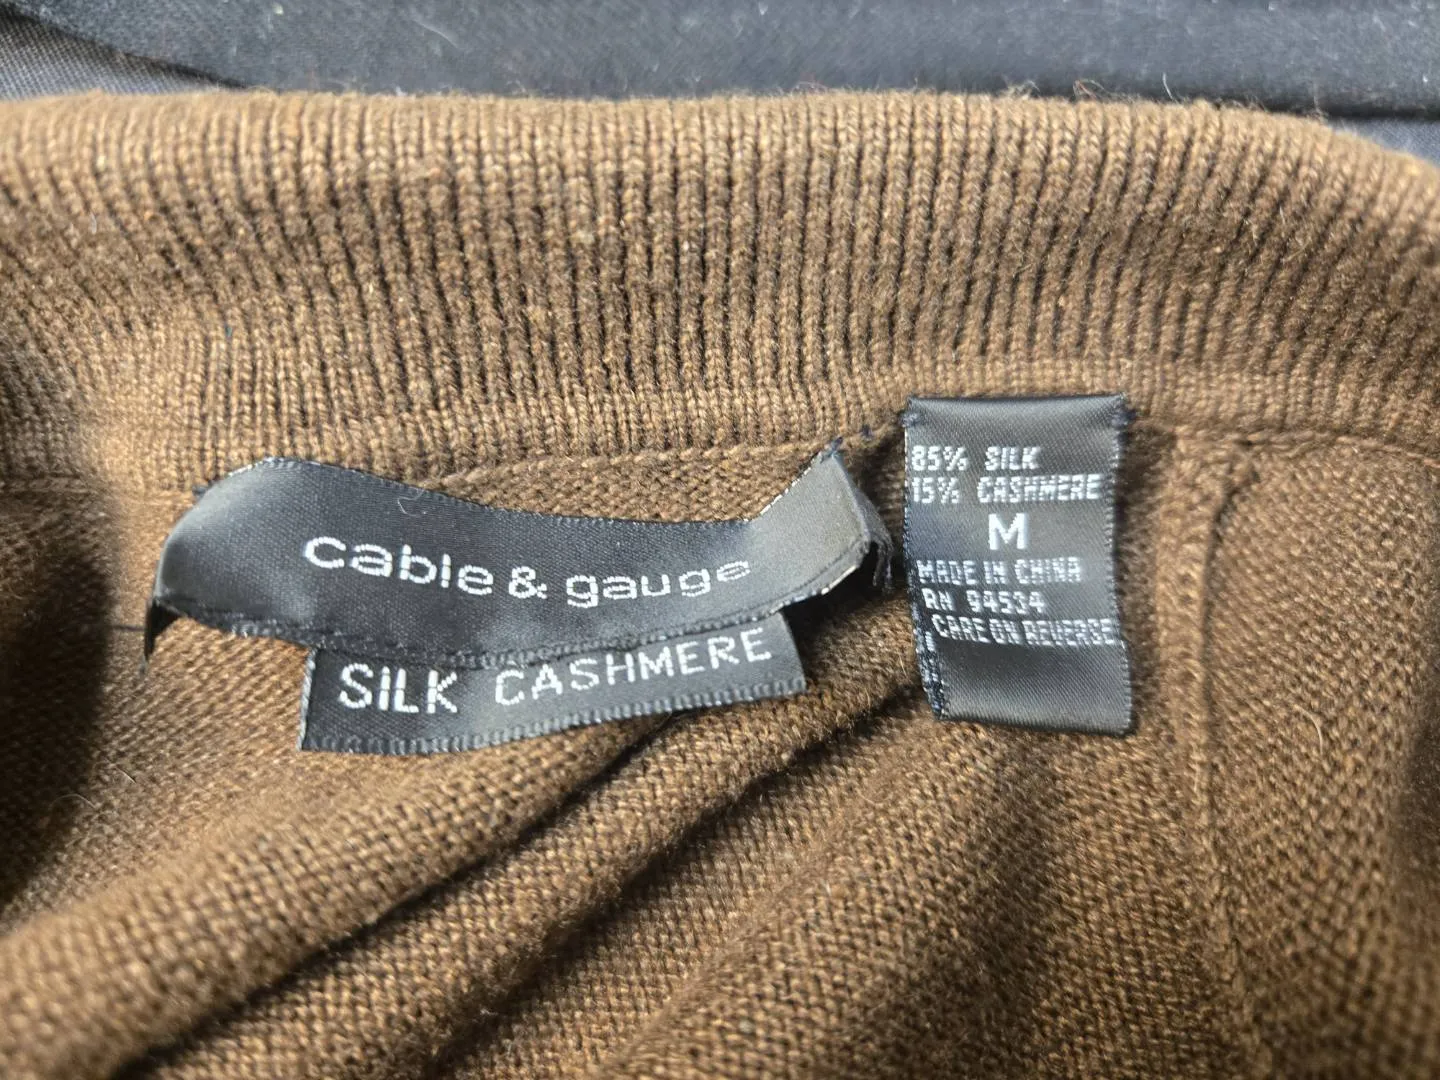 cable & gauge
SILK CASHMERE
85% SILK
15% CASHMERE
M
MADE IN CHINA
RN 94534
CARE ON REVERSE